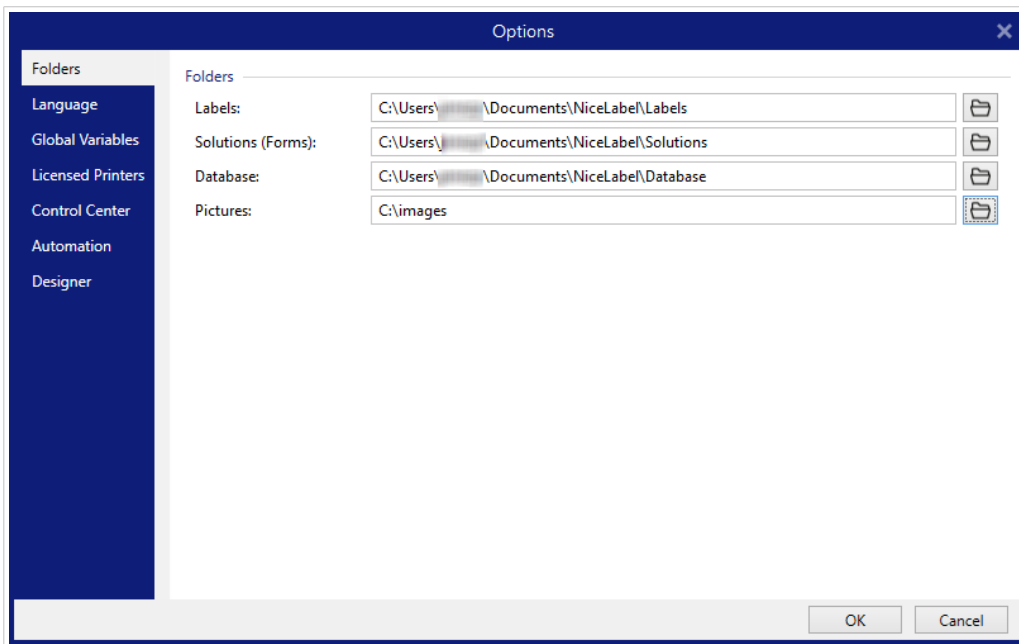 Options
Folders
Language
Global Variables
Licensed Printers
Control Center
Automation
Designer
Folders
Labels: C:\Users\ \Documents\NiceLabel\Labels
Solutions (Forms): C:\Users\ \Documents\NiceLabel\Solutions
Database: C:\Users\ \Documents\NiceLabel\Database
Pictures: C:\images
OK Cancel